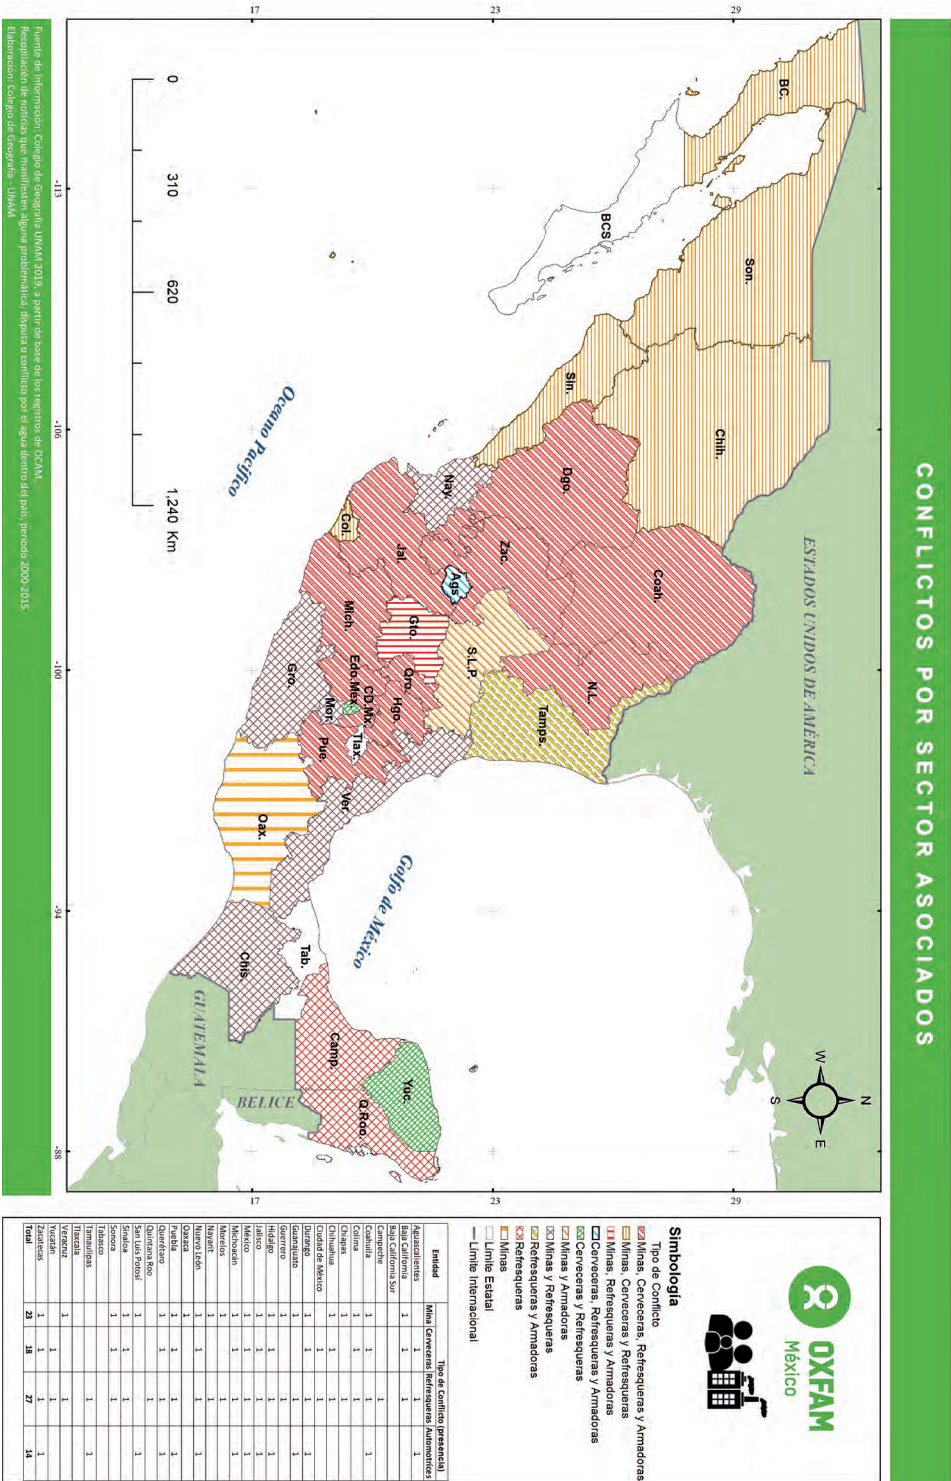 CONFLICTOS POR SECTOR ASOCIADOS
17
23
29
-113
-106
-100
-94
-88
17
23
29
BC.
BCS
Son.
Chih.
Sin.
Dgo.
Coah.
Nay.
Zac.
Ags
Jal.
Col.
Gto.
S.L.P.
N.L.
Tamps.
Mich.
Qro.
Hgo.
Edo.Méx.
CD.Mx.
Mor.
Tlax.
Pue.
Gro.
Ver.
Oax.
Chis.
Tab.
Camp.
Yuc.
Q.Roo.
ESTADOS UNIDOS DE AMÉRICA
GUATEMALA
BELICE
Oceano Pacífico
Golfo de México
N
W
E
S
0 310 620 1,240 Km
OXFAM
México
Simbología
Tipo de Conflicto
Minas, Cerveceras, Refresqueras y Armadoras
Minas, Cerveceras y Refresqueras
Minas, Refresqueras y Armadoras
Cerveceras, Refresqueras y Armadoras
Cerveceras y Refresqueras
Minas y Armadoras
Minas y Refresqueras
Refresqueras y Armadoras
Refresqueras
Minas
Límite Estatal
Límite Internacional
Entidad
Tipo de Conflicto (presencia)
Mina Cerveceras Refresqueras Automotrices
Aguascalientes
Baja California
Baja California Sur
Campeche
Coahuila
Colima
Chiapas
Chihuahua
Ciudad de México
Durango
Guanajuato
Guerrero
Hidalgo
Jalisco
México
Michoacán
Morelos
Nayarit
Nuevo León
Oaxaca
Puebla
Querétaro
Quintana Roo
San Luis Potosí
Sinaloa
Sonora
Tabasco
Tamaulipas
Tlaxcala
Veracruz
Yucatán
Zacatecas
Total 23 18 27 14
Fuente de Información: Colegio de Geografía UNAM 2019, a partir de base de los registros de OCAM.
Recopilación de noticias que manifiesten alguna problemática, disputa o conflicto por el agua dentro del país, periodo 2000-2015
Elaboración: Colegio de Geografía - UNAM